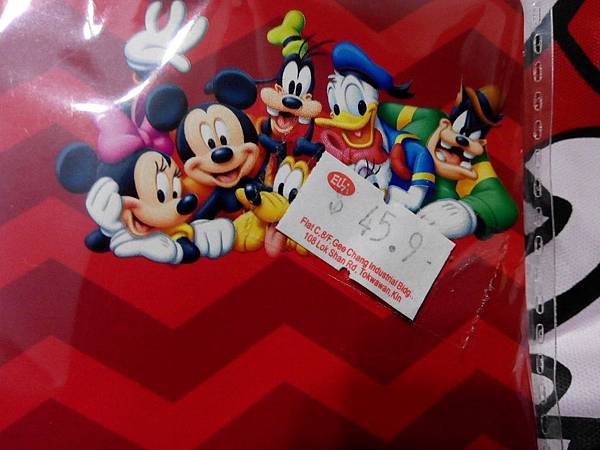 $ 45.9-
Flat C, 8/F, Gee Chang Industrial Bldg.,
108 Lok Shan Rd, Tokwawan, Kln